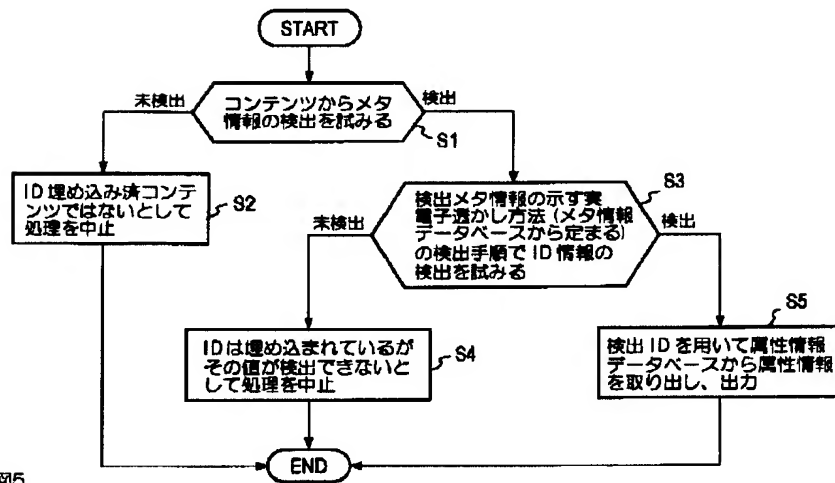 START
未検出
コンテンツからメタ
情報の検出を試みる
検出
S1
ID埋め込み済コンテ
ンツではないとして
処理を中止
S2
未検出
検出メタ情報の示す実
電子透かし方法(メタ情報
データベースから定まる)
の検出手順でID情報の
検出を試みる
S3
検出
IDは埋め込まれているが
その値が検出できないと
して処理を中止
S4
S5
検出IDを用いて属性情報
データベースから属性情報
を取り出し、出力
END
図5